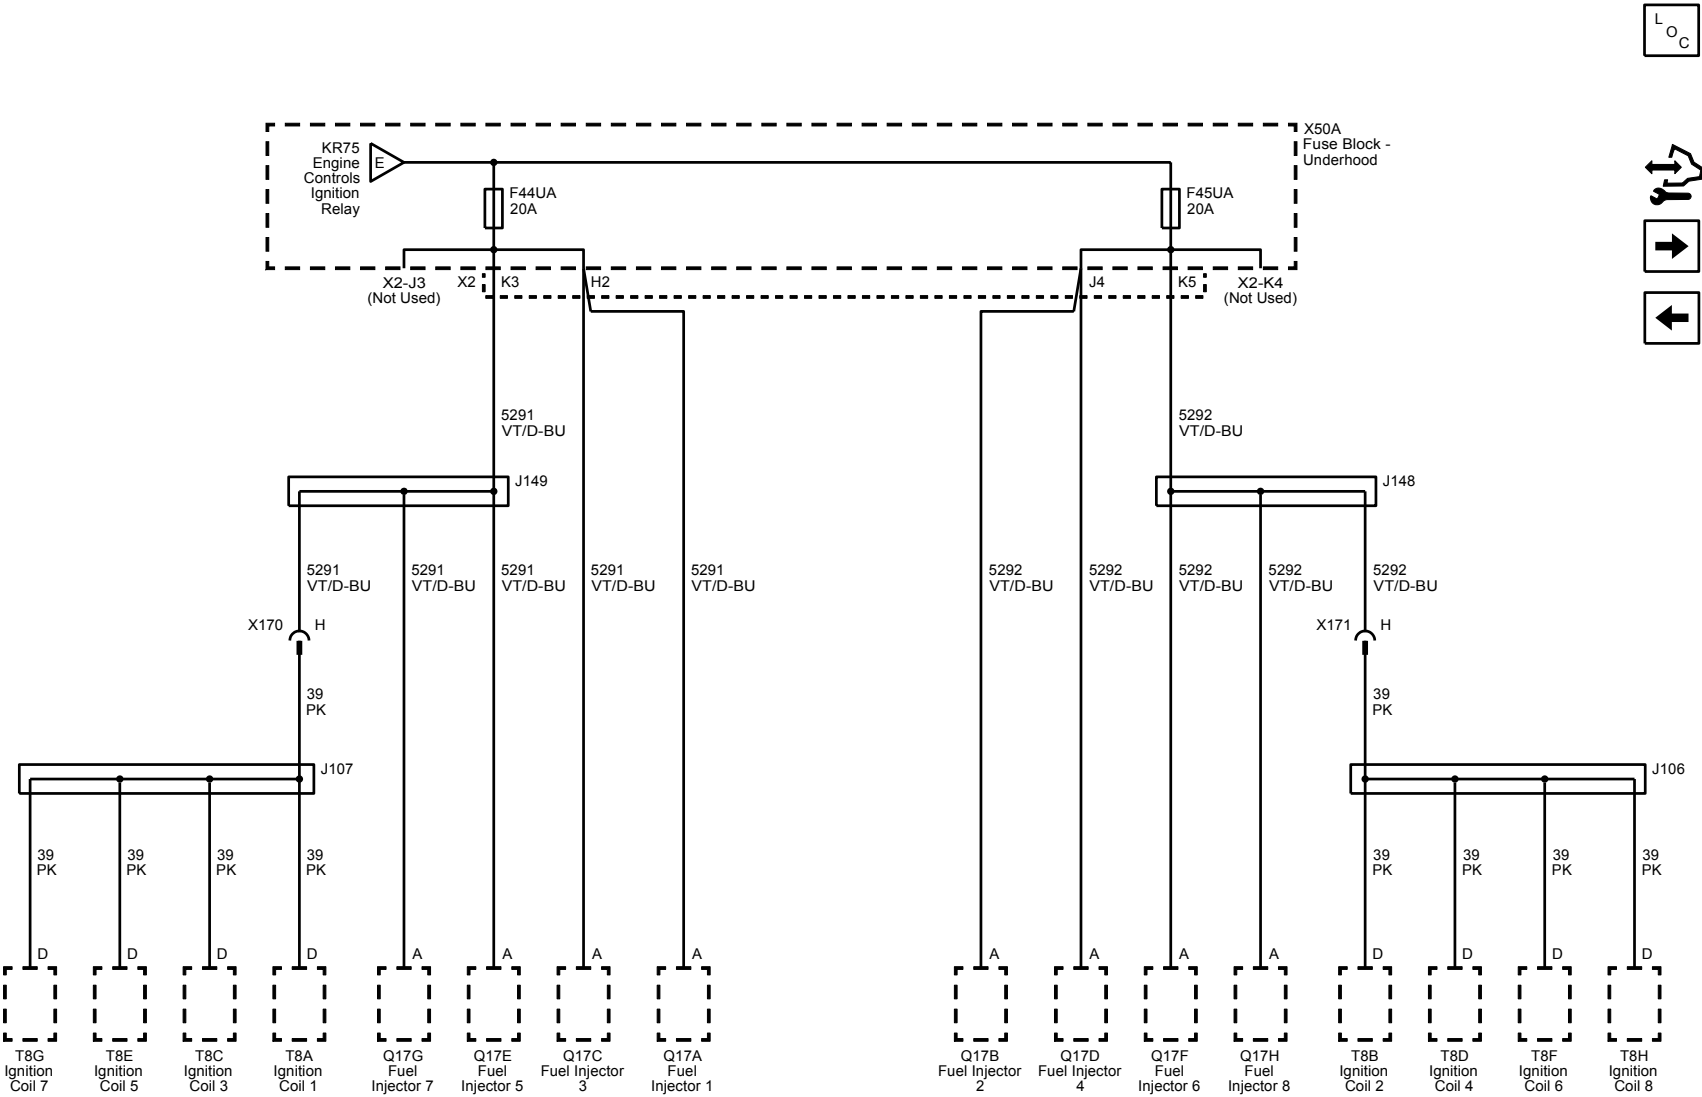 L
O
C
X50A
Fuse Block -
Underhood
KR75
Engine
Controls
Ignition
Relay
E
F44UA
20A
F45UA
20A
X2-J3
(Not Used)
X2
K3
H2
J4
K5
X2-K4
(Not Used)
5291
VT/D-BU
5292
VT/D-BU
J149
J148
5291
VT/D-BU
5291
VT/D-BU
5291
VT/D-BU
5291
VT/D-BU
5291
VT/D-BU
5292
VT/D-BU
5292
VT/D-BU
5292
VT/D-BU
5292
VT/D-BU
5292
VT/D-BU
X170
H
X171
H
39
PK
39
PK
J107
J106
39
PK
39
PK
39
PK
39
PK
39
PK
39
PK
39
PK
39
PK
D
D
D
D
A
A
A
A
A
A
A
A
D
D
D
D
T8G
Ignition
Coil 7
T8E
Ignition
Coil 5
T8C
Ignition
Coil 3
T8A
Ignition
Coil 1
Q17G
Fuel
Injector 7
Q17E
Fuel
Injector 5
Q17C
Fuel Injector
3
Q17A
Fuel
Injector 1
Q17B
Fuel Injector
2
Q17D
Fuel Injector
4
Q17F
Fuel
Injector 6
Q17H
Fuel
Injector 8
T8B
Ignition
Coil 2
T8D
Ignition
Coil 4
T8F
Ignition
Coil 6
T8H
Ignition
Coil 8